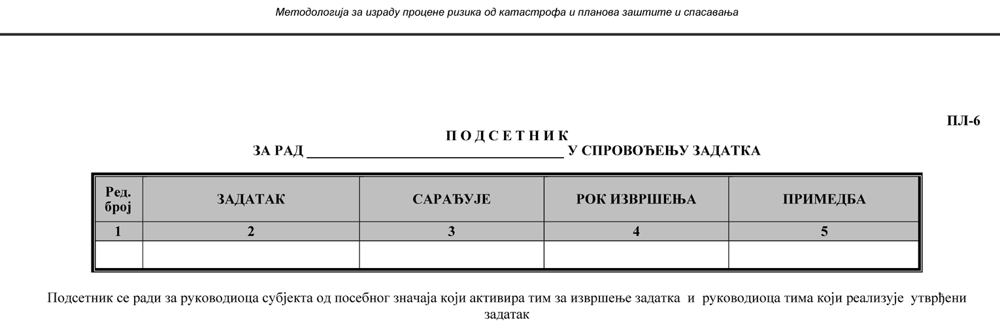 Методологија за израду процене ризика од катастрофа и планова заштите и спасавања
ПЛ-6
П О Д С Е Т Н И К
ЗА РАД ____________________________________ У СПРОВОЂЕЊУ ЗАДАТКА
Ред. број ЗАДАТАК САРАЂУЈЕ РОК ИЗВРШЕЊА ПРИМЕДБА
1 2 3 4 5
Подсетник се ради за руководиоца субјекта од посебног значаја који активира тим за извршење задатка и руководиоца тима који реализује утврђени
задатак